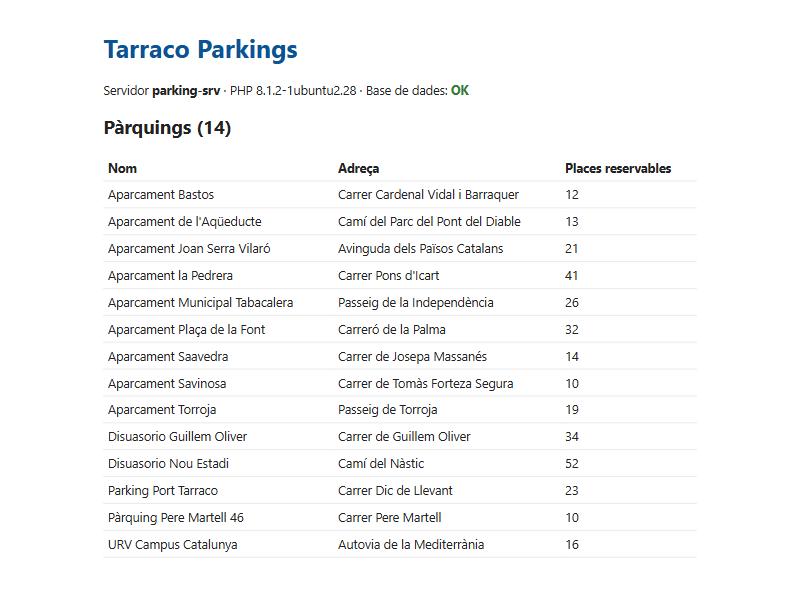 Tarraco Parkings
Servidor parking-srv · PHP 8.1.2-1ubuntu2.28 · Base de dades: OK
Pàrquings (14)
Nom Adreça Places reservables
Aparcament Bastos Carrer Cardenal Vidal i Barraquer 12
Aparcament de l'Aqüeducte Camí del Parc del Pont del Diable 13
Aparcament Joan Serra Vilaró Avinguda dels Països Catalans 21
Aparcament la Pedrera Carrer Pons d'Icart 41
Aparcament Municipal Tabacalera Passeig de la Independència 26
Aparcament Plaça de la Font Carreró de la Palma 32
Aparcament Saavedra Carrer de Josepa Massanés 14
Aparcament Savinosa Carrer de Tomàs Forteza Segura 10
Aparcament Torroja Passeig de Torroja 19
Disuasorio Guillem Oliver Carrer de Guillem Oliver 34
Disuasorio Nou Estadi Camí del Nàstic 52
Parking Port Tarraco Carrer Dic de Llevant 23
Pàrquing Pere Martell 46 Carrer Pere Martell 10
URV Campus Catalunya Autovia de la Mediterrània 16